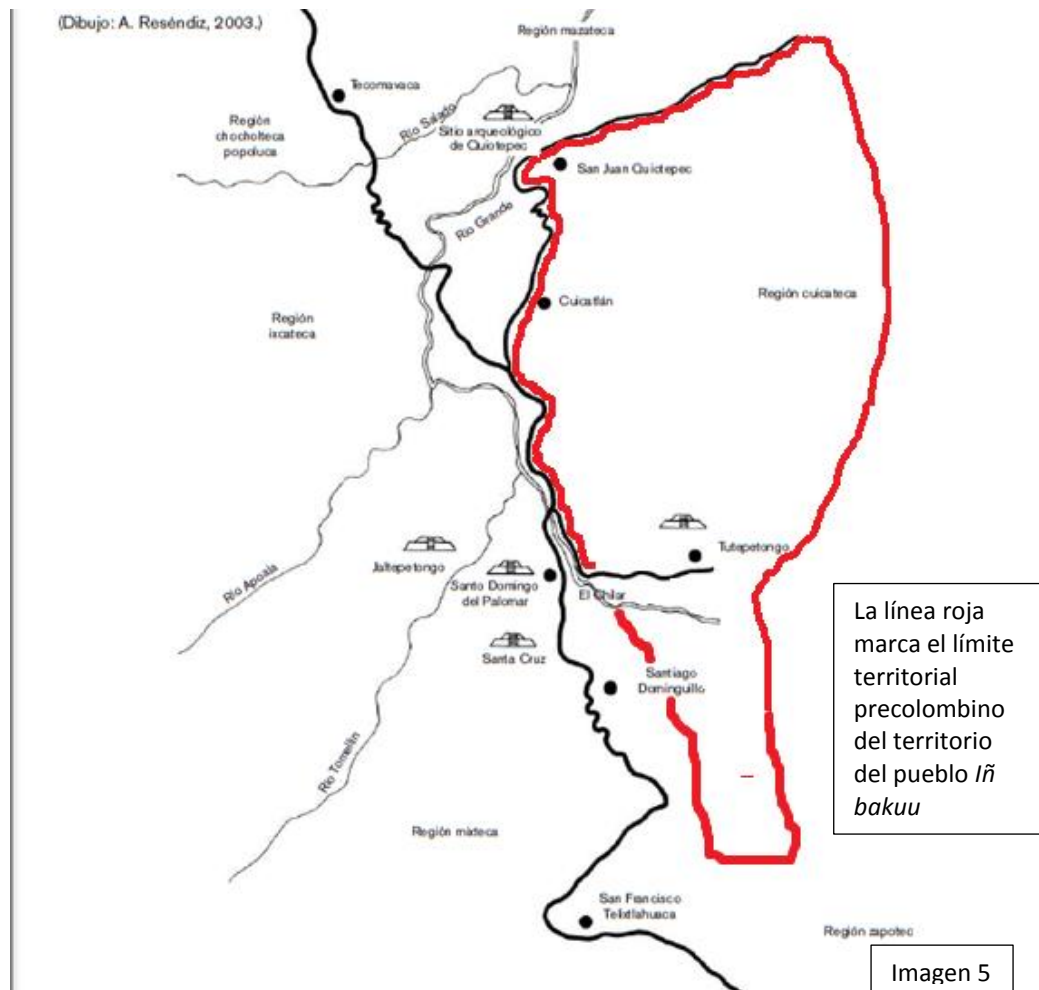 (Dibujo: A. Reséndiz, 2003.)
Región mazateca
Tecomavaca
Región
chocholteca
popoluca
Río Salado
Sitio arqueológico
de Quiotepec
San Juan Quiotepec
Río Grande
Cuicatlán
Región cuicateca
Región
ixcateca
Jaltepetongo
Santo Domingo
del Palomar
Tutepetongo
El Chilar
Río Apoala
Santa Cruz
Santiago
Dominguillo
Río Tomellín
La línea roja
marca el límite
territorial
precolombino
del territorio
del pueblo Iñ
bakuu
Región mixteca
San Francisco
Telixtlahuaca
Región zapotec
Imagen 5